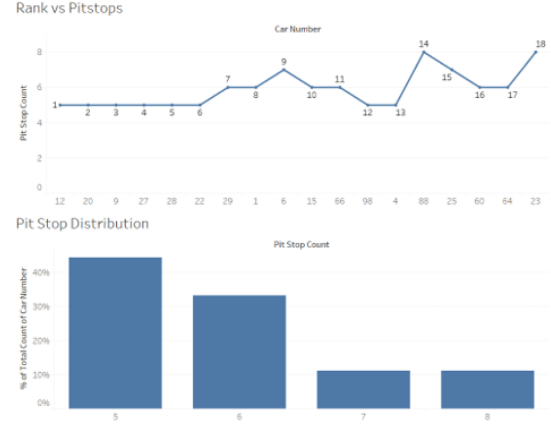 Rank vs Pitstops
Car Number
Pit Stop Count
8
6
4
2
0
1 2 3 4 5 6 7 8 9 10 11 12 13 14 15 16 17 18
12 20 9 27 28 22 29 1 6 15 66 98 4 88 25 60 64 23
Pit Stop Distribution
Pit Stop Count
% of Total Count of Car Number
40%
30%
20%
10%
0%
5 6 7 8